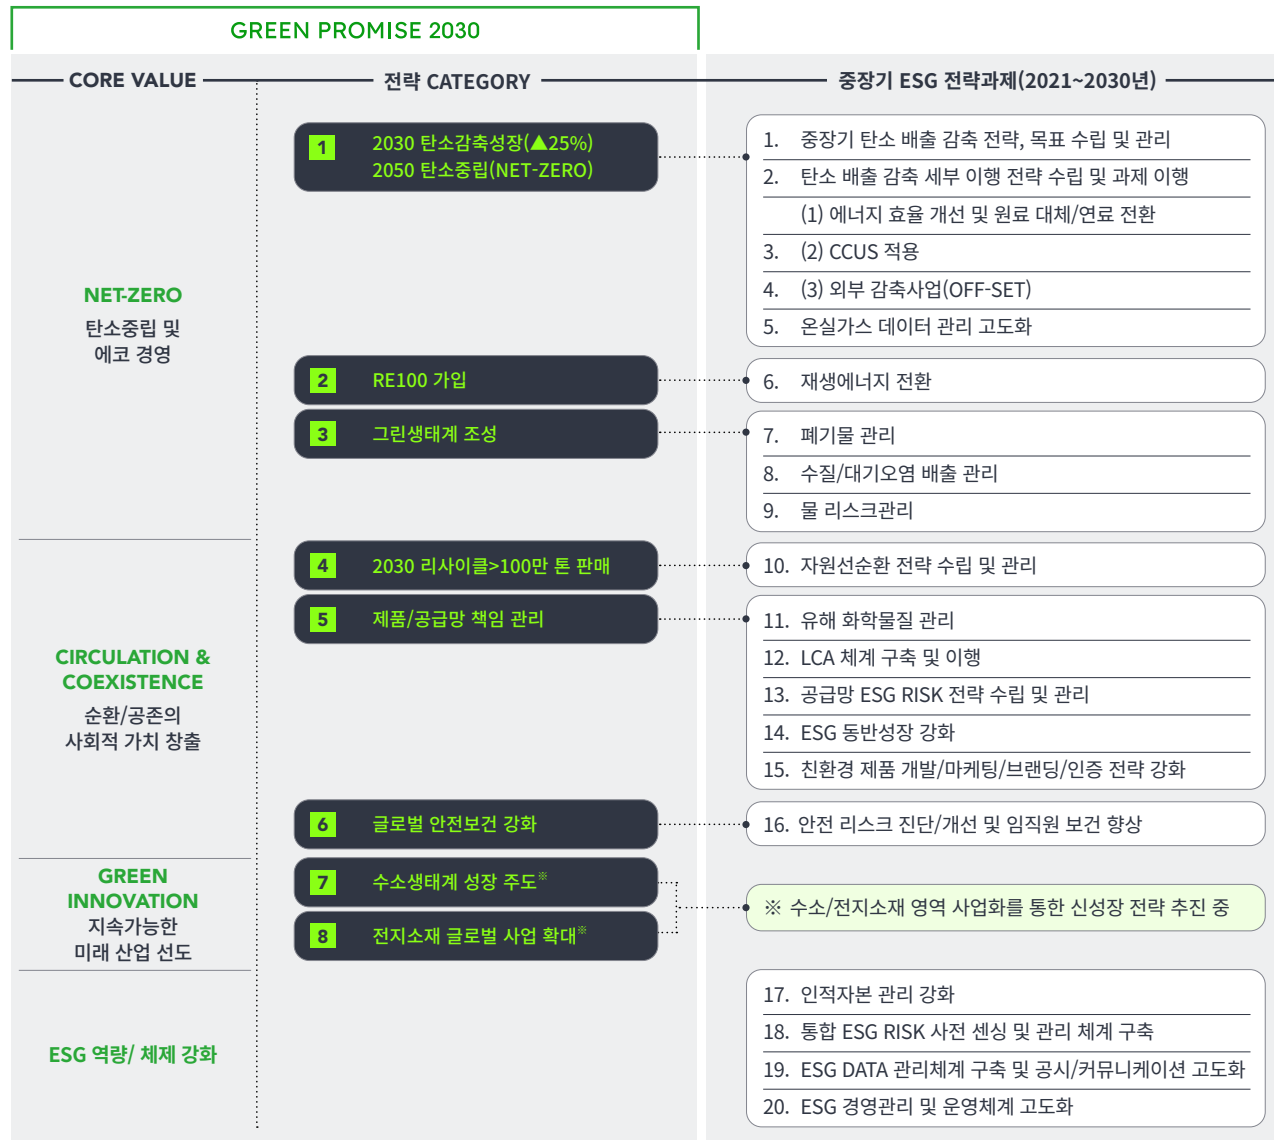 GREEN PROMISE 2030
CORE VALUE
전략 CATEGORY
중장기 ESG 전략과제(2021~2030년)
NET-ZERO
탄소중립 및
에코 경영
1
2030 탄소감축성장(▲25%)
2050 탄소중립(NET-ZERO)
1. 중장기 탄소 배출 감축 전략, 목표 수립 및 관리
2. 탄소 배출 감축 세부 이행 전략 수립 및 과제 이행
(1) 에너지 효율 개선 및 원료 대체/연료 전환
3. (2) CCUS 적용
4. (3) 외부 감축사업(OFF-SET)
5. 온실가스 데이터 관리 고도화
2 RE100 가입
6. 재생에너지 전환
3 그린생태계 조성
7. 폐기물 관리
8. 수질/대기오염 배출 관리
9. 물 리스크관리
CIRCULATION &
COEXISTENCE
순환/공존의
사회적 가치 창출
4 2030 리사이클>100만 톤 판매
10. 자원선순환 전략 수립 및 관리
5 제품/공급망 책임 관리
11. 유해 화학물질 관리
12. LCA 체계 구축 및 이행
13. 공급망 ESG RISK 전략 수립 및 관리
14. ESG 동반성장 강화
15. 친환경 제품 개발/마케팅/브랜딩/인증 전략 강화
6 글로벌 안전보건 강화
16. 안전 리스크 진단/개선 및 임직원 보건 향상
GREEN
INNOVATION
지속가능한
미래 산업 선도
7 수소생태계 성장 주도※
8 전지소재 글로벌 사업 확대※
※ 수소/전지소재 영역 사업화를 통한 신성장 전략 추진 중
ESG 역량/ 체제 강화
17. 인적자본 관리 강화
18. 통합 ESG RISK 사전 센싱 및 관리 체계 구축
19. ESG DATA 관리체계 구축 및 공시/커뮤니케이션 고도화
20. ESG 경영관리 및 운영체계 고도화